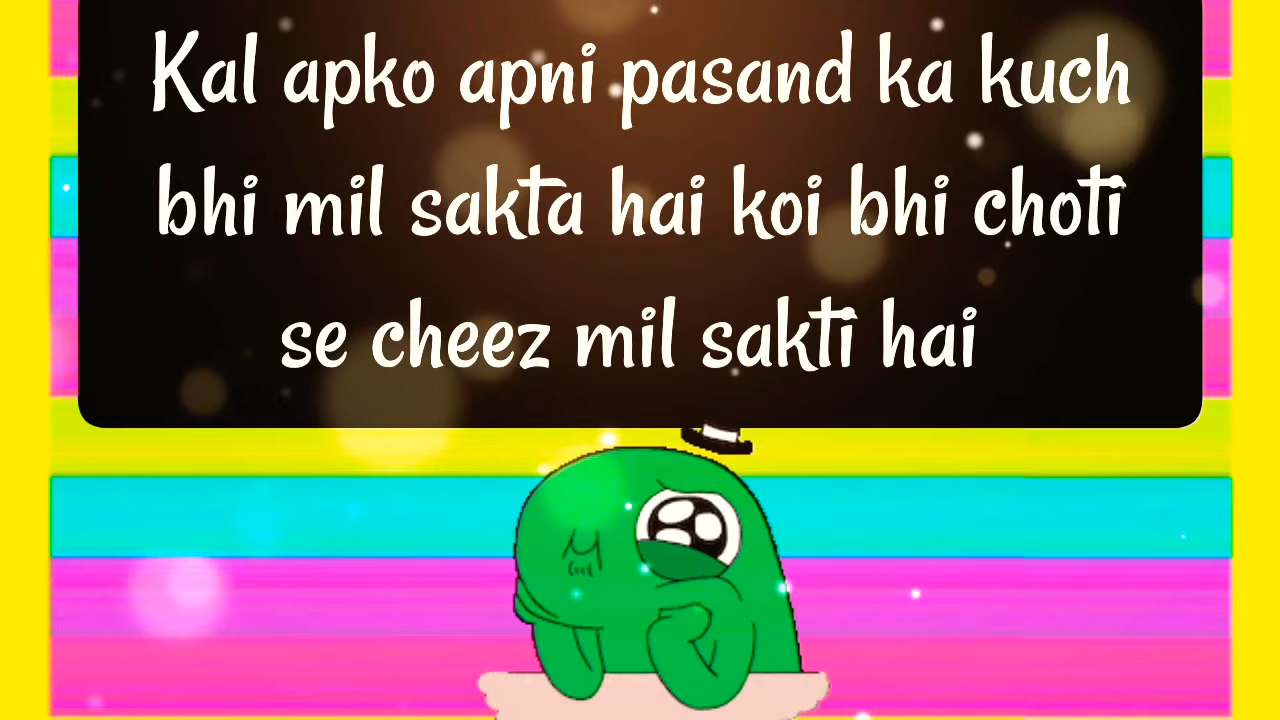 Kal apko apni pasand ka kuch
bhi mil sakta hai koi bhi choti
se cheez mil sakti hai